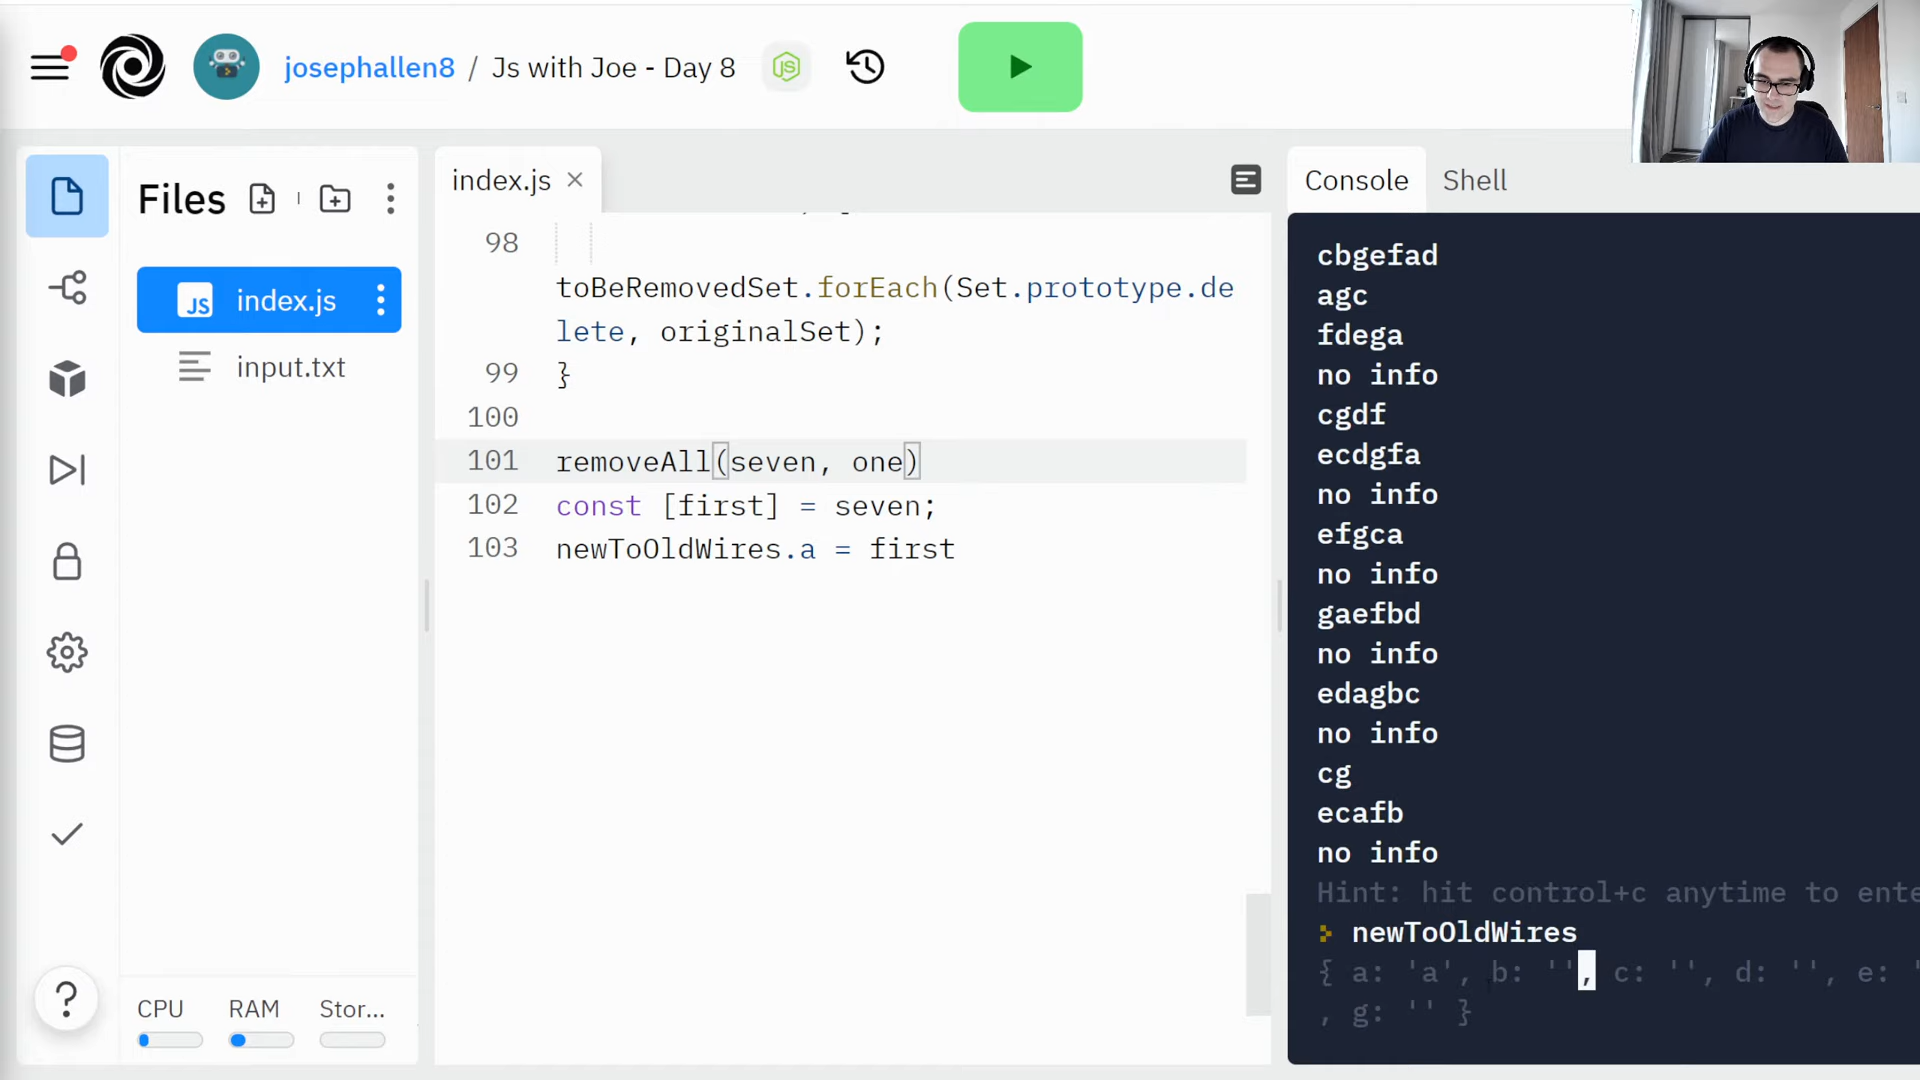 josephallen8 / Js with Joe - Day 8
Files
index.js
input.txt
CPU RAM Stor...
index.js
98
toBeRemovedSet.forEach(Set.prototype.de
lete, originalSet);
99 }
100
101 removeAll(seven, one)
102 const [first] = seven;
103 newToOldWires.a = first
Console Shell
cbgefad
agc
fdega
no info
cgdf
ecdgfa
no info
efgca
no info
gaefbd
no info
edagbc
no info
cg
ecafb
no info
Hint: hit control+c anytime to ente
> newToOldWires
{ a: 'a', b: '', c: '', d: '', e: '
, g: '' }